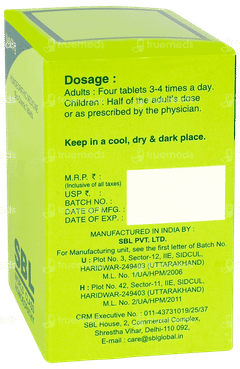 Dosage :
Adults : Four tablets 3-4 times a day.
Children : Half of the adult's dose
or as prescribed by the physician.
Keep in a cool, dry & dark place.
M.R.P. ₹ :
(Inclusive of all taxes)
USP ₹ :
BATCH NO. :
DATE OF MFG. :
DATE OF EXP. :
MANUFACTURED IN INDIA BY :
SBL PVT. LTD.
For Manufacturing unit, see the first letter of Batch No.
U : Plot No. 3, Sector-12, IIE, SIDCUL,
HARIDWAR-249403 (UTTARAKHAND)
M.L. No. 1/UA/HPM/2006
H : Plot No. 42, Sector-11, IIE, SIDCUL,
HARIDWAR-249403 (UTTARAKHAND)
M.L. No. 2/UA/HPM/2011
CRM Executive No. : 011-43731019/25/37
SBL House, 2, Commercial Complex,
Shrestha Vihar, Delhi-110 092,
E-mail : care@sblglobal.in
SBL
truemeds